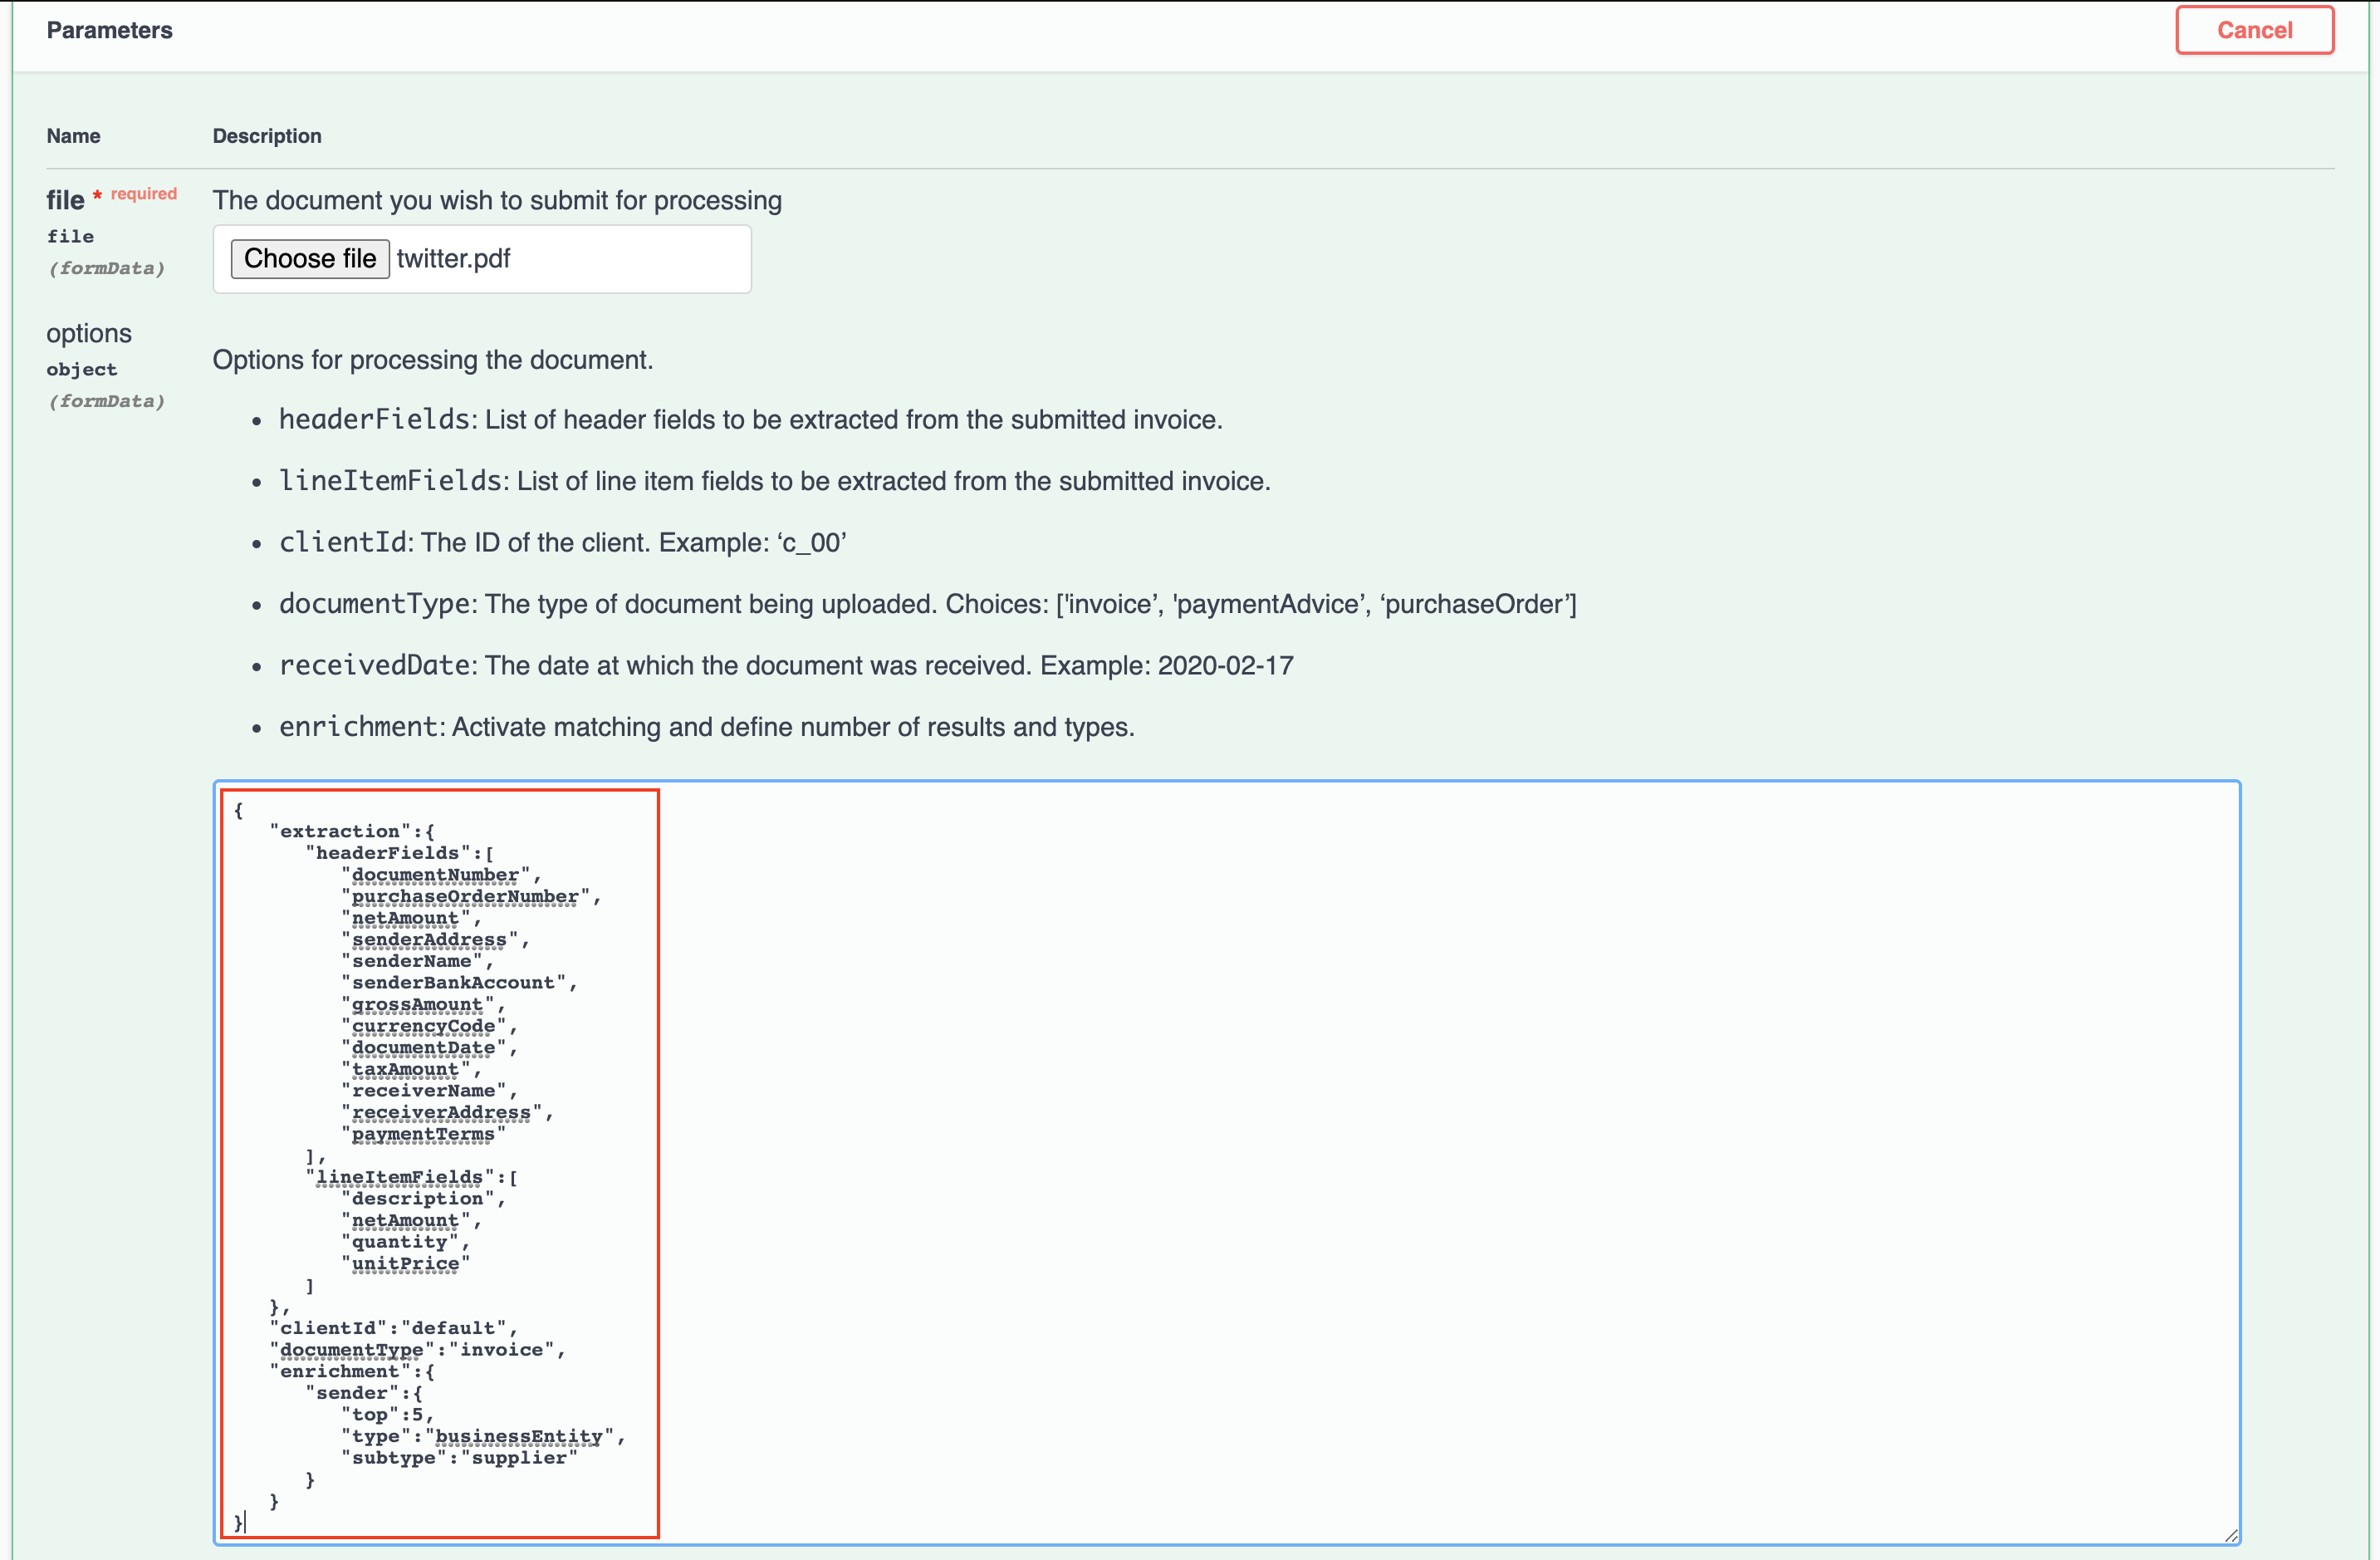 Parameters
Cancel
Name Description
file * required
file
(formData)
The document you wish to submit for processing
Choose file twitter.pdf
options
object
(formData)
Options for processing the document.
• headerFields: List of header fields to be extracted from the submitted invoice.
• lineItemFields: List of line item fields to be extracted from the submitted invoice.
• clientId: The ID of the client. Example: ‘c_00’
• documentType: The type of document being uploaded. Choices: ['invoice’, 'paymentAdvice’, ‘purchaseOrder’]
• receivedDate: The date at which the document was received. Example: 2020-02-17
• enrichment: Activate matching and define number of results and types.
{
   "extraction":{
      "headerFields":[
         "documentNumber",
         "purchaseOrderNumber",
         "netAmount",
         "senderAddress",
         "senderName",
         "senderBankAccount",
         "grossAmount",
         "currencyCode",
         "documentDate",
         "taxAmount",
         "receiverName",
         "receiverAddress",
         "paymentTerms"
      ],
      "lineItemFields":[
         "description",
         "netAmount",
         "quantity",
         "unitPrice"
      ]
   },
   "clientId":"default",
   "documentType":"invoice",
   "enrichment":{
      "sender":{
         "top":5,
         "type":"businessEntity",
         "subtype":"supplier"
      }
   }
}